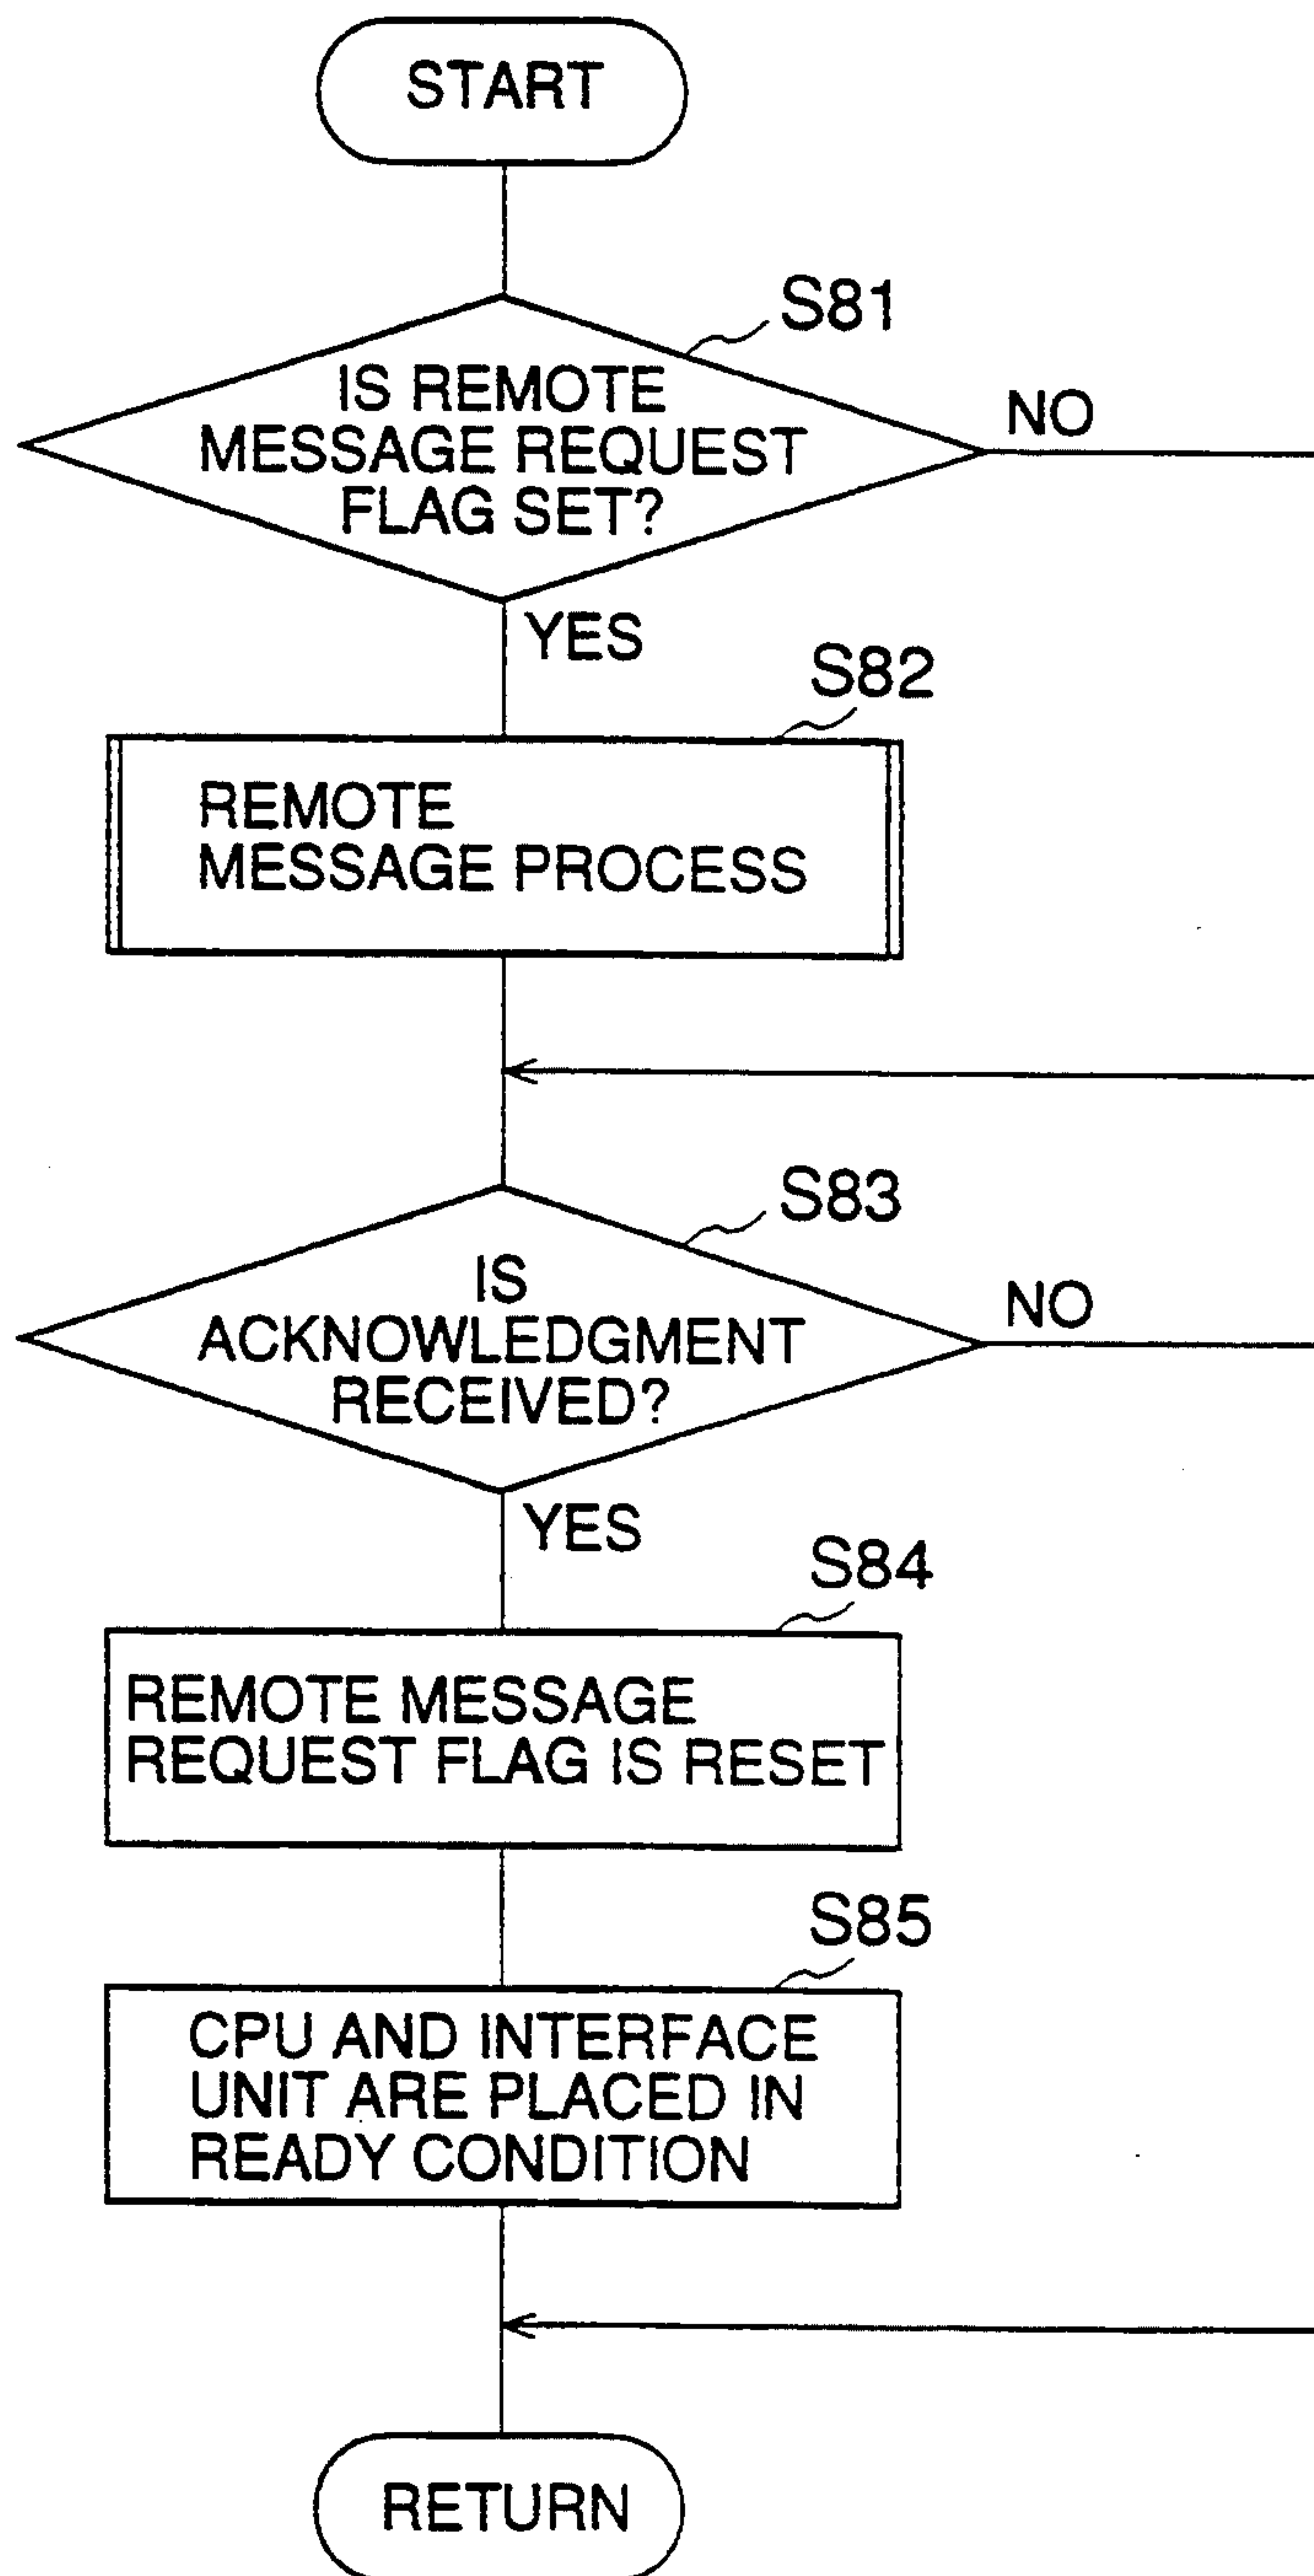 START
S81
IS REMOTE
MESSAGE REQUEST
FLAG SET?
NO
YES
S82
REMOTE
MESSAGE PROCESS
S83
IS
ACKNOWLEDGMENT
RECEIVED?
NO
YES
S84
REMOTE MESSAGE
REQUEST FLAG IS RESET
S85
CPU AND INTERFACE
UNIT ARE PLACED IN
READY CONDITION
RETURN